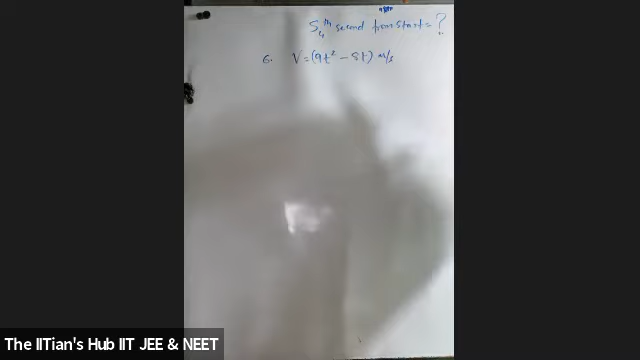 S₄ᵗʰ second from start = ?
6. V = (9t² - 8t) m/s
The IITian's Hub IIT JEE & NEET